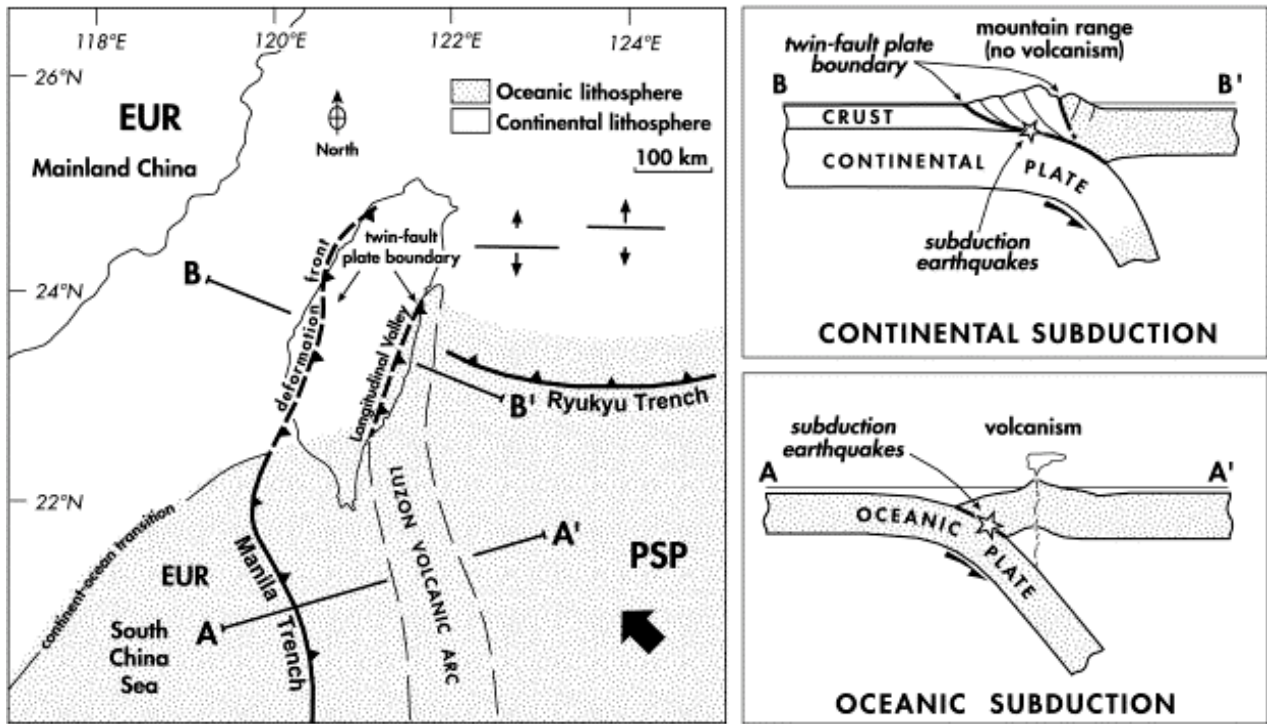 118°E
120°E
122°E
124°E
26°N
24°N
22°N
EUR
Mainland China
North
Oceanic lithosphere
Continental lithosphere
100 km
twin-fault
plate boundary
B
deformation front
Longitudinal Valley
B'
Ryukyu Trench
continent-ocean transition
EUR
South
China
Sea
A
Manila
Trench
LUZON VOLCANIC ARC
A'
PSP
twin-fault plate
boundary
mountain range
(no volcanism)
B
B'
CRUST
CONTINENTAL PLATE
subduction
earthquakes
CONTINENTAL SUBDUCTION
subduction
earthquakes
volcanism
A
A'
OCEANIC PLATE
OCEANIC SUBDUCTION